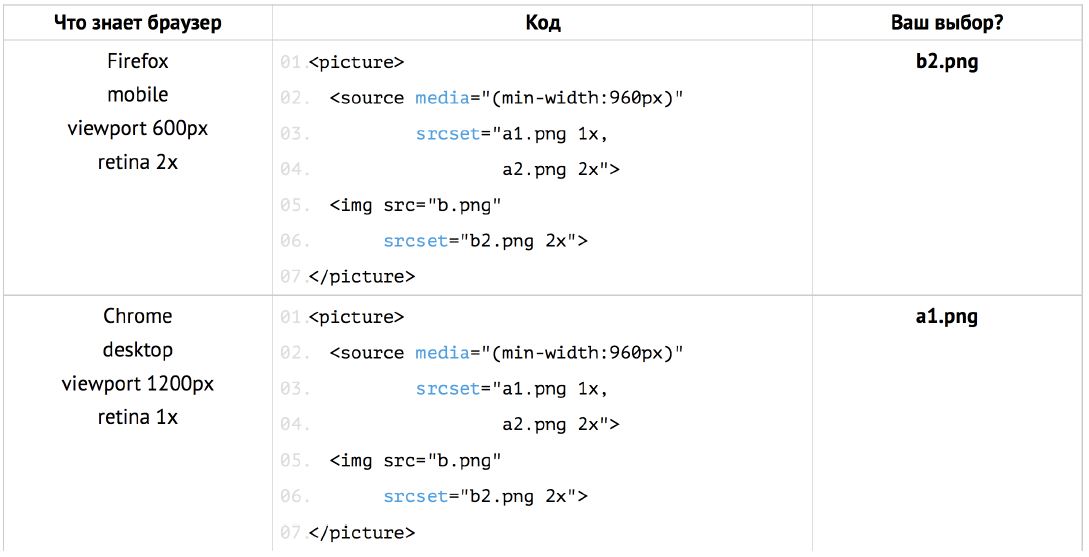 Что знает браузер Код Ваш выбор?
Firefox
mobile
viewport 600px
retina 2x
01.<picture>
02. <source media="(min-width:960px)"
03. srcset="a1.png 1x,
04. a2.png 2x">
05. <img src="b.png"
06. srcset="b2.png 2x">
07.</picture>
b2.png
Chrome
desktop
viewport 1200px
retina 1x
01.<picture>
02. <source media="(min-width:960px)"
03. srcset="a1.png 1x,
04. a2.png 2x">
05. <img src="b.png"
06. srcset="b2.png 2x">
07.</picture>
a1.png